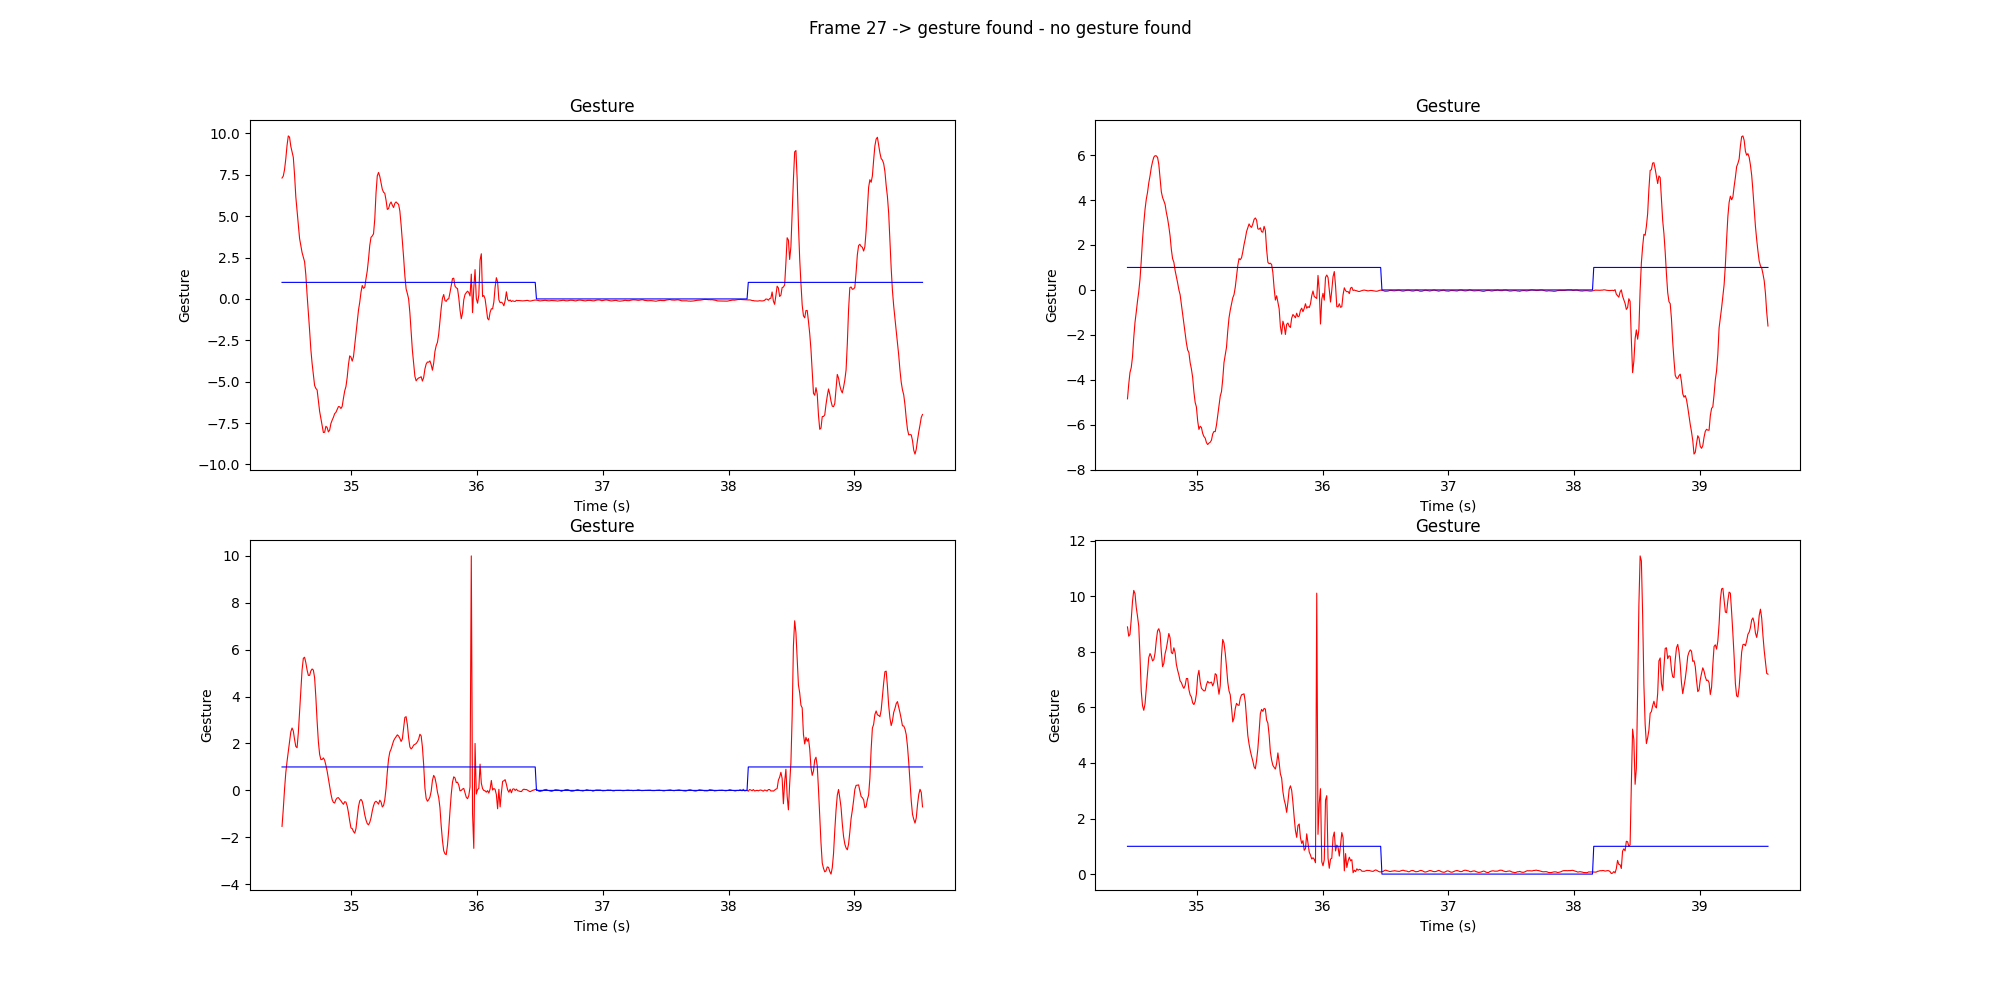 Frame 27 -> gesture found - no gesture found
Gesture
Gesture
10.0
7.5
5.0
2.5
0.0
−2.5
−5.0
−7.5
−10.0
35 36 37 38 39
Time (s)
Gesture
Gesture
6
4
2
0
−2
−4
−6
−8
35 36 37 38 39
Time (s)
Gesture
Gesture
10
8
6
4
2
0
−2
−4
35 36 37 38 39
Time (s)
Gesture
Gesture
12
10
8
6
4
2
0
35 36 37 38 39
Time (s)